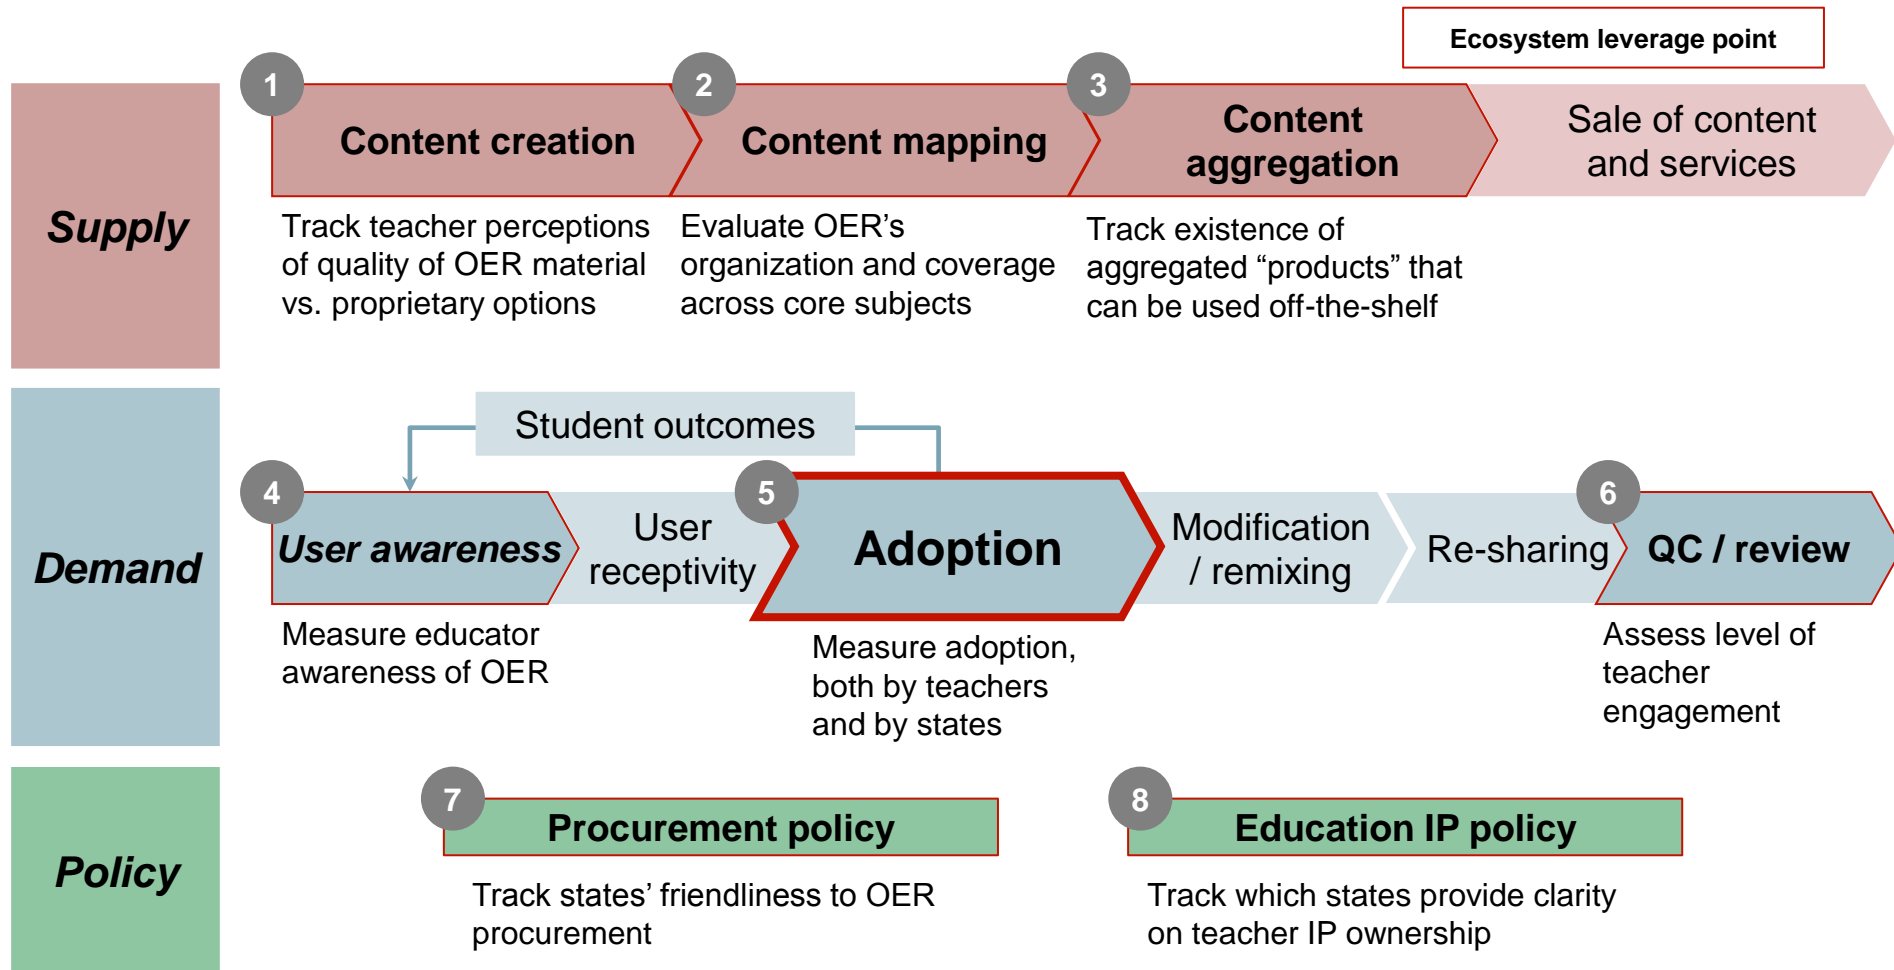 Ecosystem leverage point
Supply
1
Content creation
Track teacher perceptions
of quality of OER material
vs. proprietary options
2
Content mapping
Evaluate OER’s
organization and coverage
across core subjects
3
Content
aggregation
Track existence of
aggregated “products” that
can be used off-the-shelf
Sale of content
and services
Demand
Student outcomes
4
User awareness
Measure educator
awareness of OER
User
receptivity
5
Adoption
Measure adoption,
both by teachers
and by states
Modification
/ remixing
Re-sharing
6
QC / review
Assess level of
teacher
engagement
Policy
7
Procurement policy
Track states’ friendliness to OER
procurement
8
Education IP policy
Track which states provide clarity
on teacher IP ownership